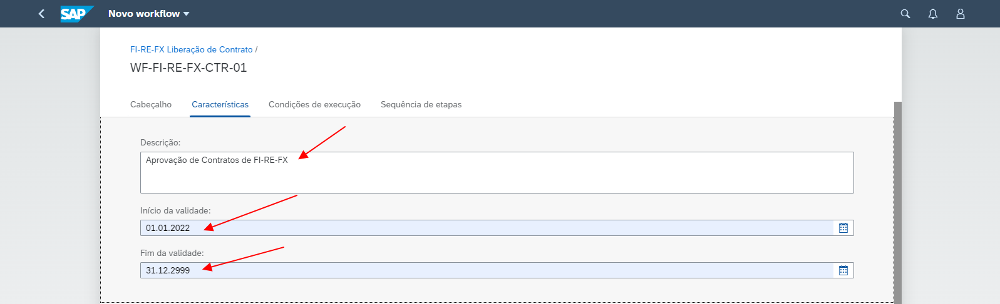 SAP Novo workflow
FI-RE-FX Liberação de Contrato /
WF-FI-RE-FX-CTR-01
Cabeçalho Características Condições de execução Sequência de etapas
Descrição:
Aprovação de Contratos de FI-RE-FX
Início da validade:
01.01.2022
Fim da validade:
31.12.2999